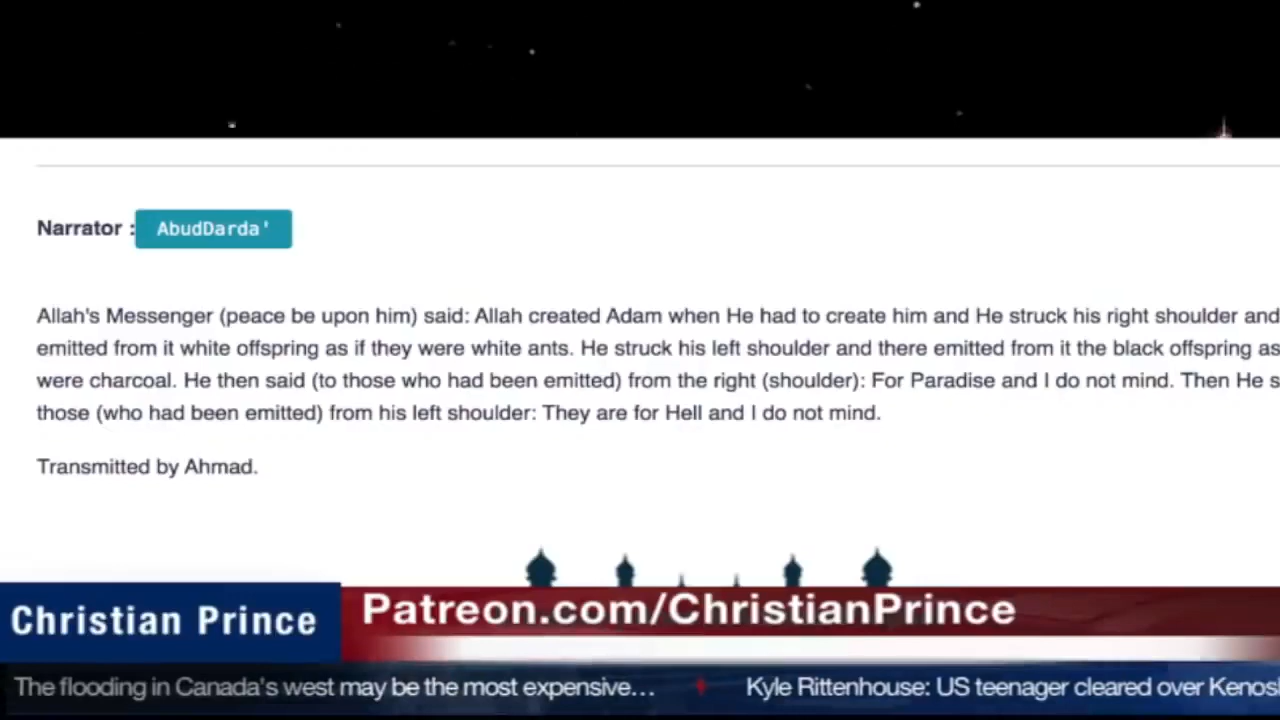 Narrator : AbudDarda'
Allah's Messenger (peace be upon him) said: Allah created Adam when He had to create him and He struck his right shoulder and
emitted from it white offspring as if they were white ants. He struck his left shoulder and there emitted from it the black offspring as
were charcoal. He then said (to those who had been emitted) from the right (shoulder): For Paradise and I do not mind. Then He s
those (who had been emitted) from his left shoulder: They are for Hell and I do not mind.
Transmitted by Ahmad.
Christian Prince
Patreon.com/ChristianPrince
The flooding in Canada's west may be the most expensive… Kyle Rittenhouse: US teenager cleared over Kenosh